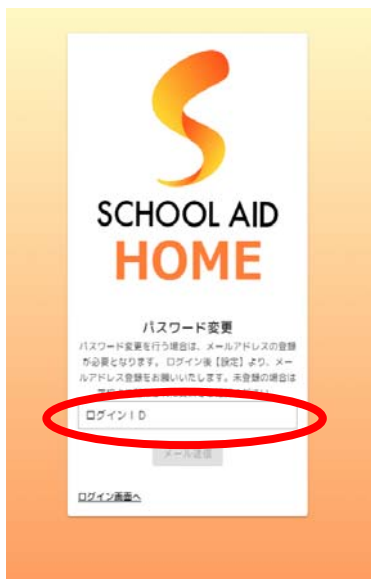 SCHOOL AID
HOME
パスワード変更
パスワード変更を行う場合は、メールアドレスの登録
が必要となります。 ログイン後【設定】より、メー
ルアドレス登録をお願いいたします。未登録の場合は
ログインID
メール送信
ログイン画面へ